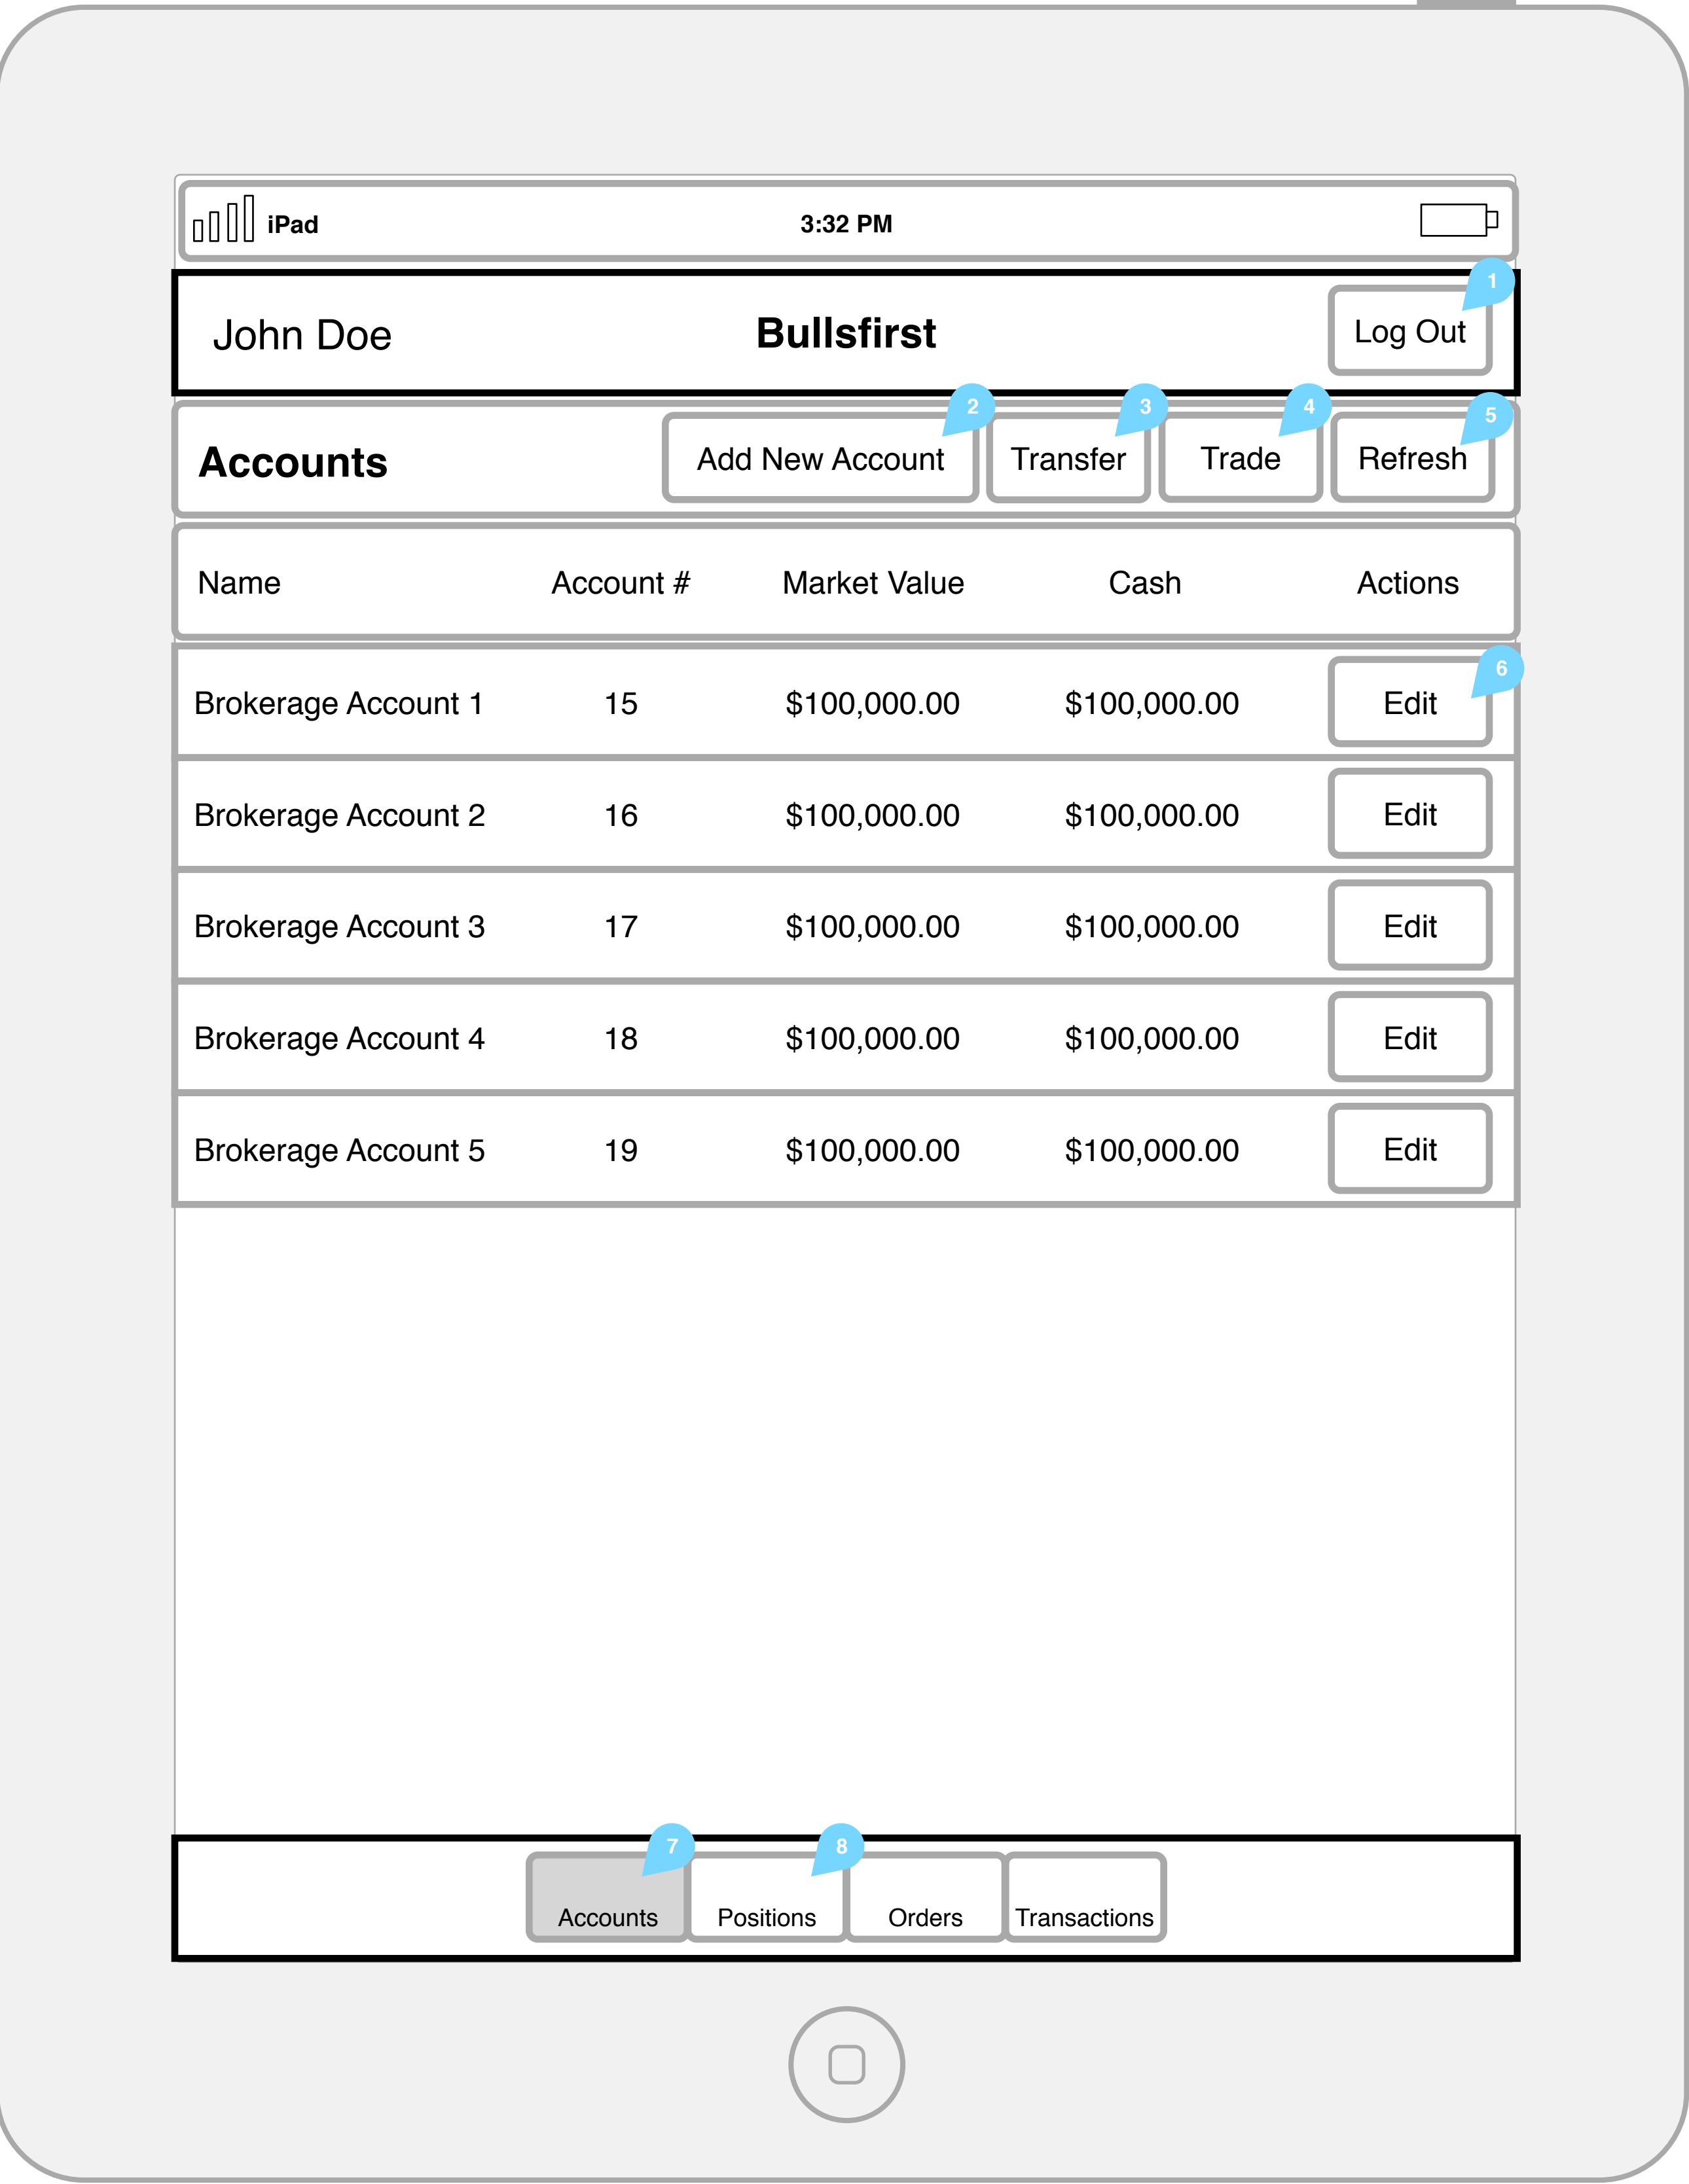 iPad 3:32 PM
1
John Doe Bullsfirst Log Out
2 3 4 5
Accounts Add New Account Transfer Trade Refresh
Name Account # Market Value Cash Actions
6
Brokerage Account 1 15 $100,000.00 $100,000.00 Edit
Brokerage Account 2 16 $100,000.00 $100,000.00 Edit
Brokerage Account 3 17 $100,000.00 $100,000.00 Edit
Brokerage Account 4 18 $100,000.00 $100,000.00 Edit
Brokerage Account 5 19 $100,000.00 $100,000.00 Edit
7 8
Accounts Positions Orders Transactions